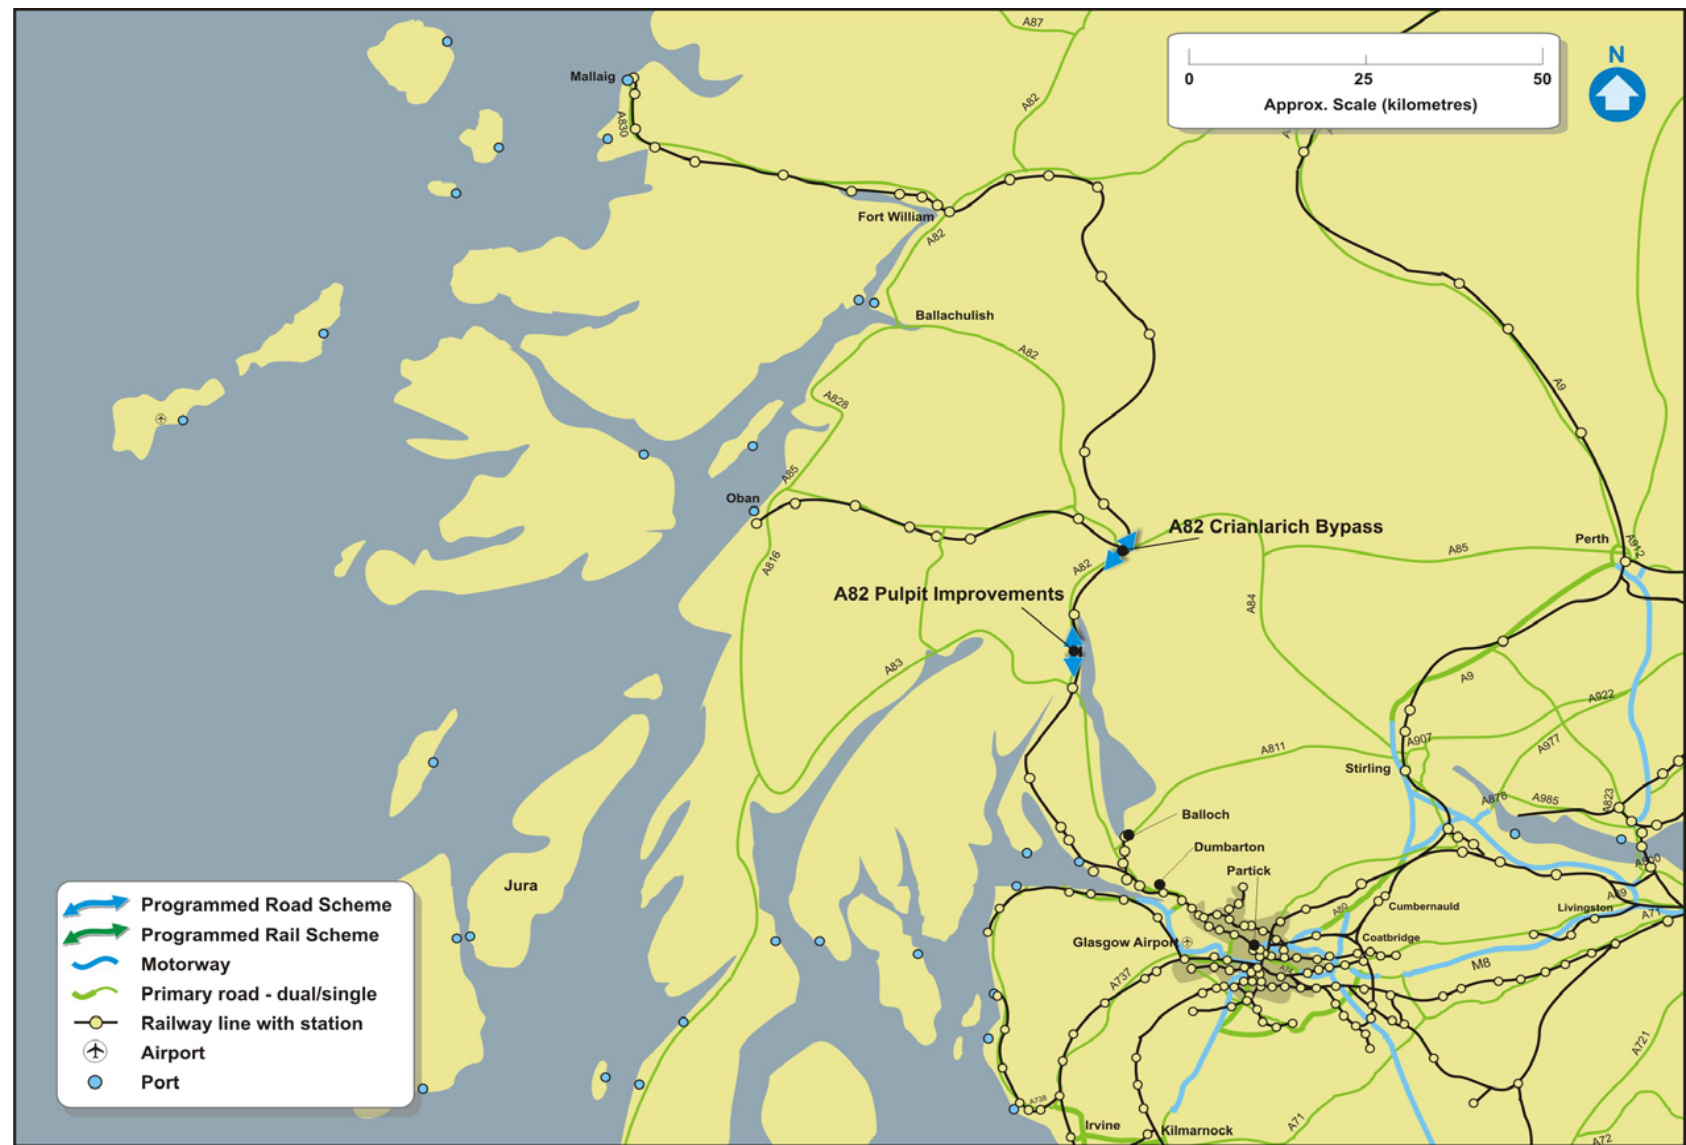 A87
Mallaig
A830
A82
0
25
50
Approx. Scale (kilometres)
N
Fort William
A82
Ballachulish
A82
A828
A9
A85
Oban
A82 Crianlarich Bypass
A85
Perth
A912
A816
A82
A82 Pulpit Improvements
A84
A83
A9
A922
A977
A811
A907
Stirling
A876
A985
A823
Balloch
Dumbarton
Partick
Jura
A80
Cumbernauld
Livingston
A89
A71
Coatbridge
Glasgow Airport
A737
M8
A721
A738
Irvine
Kilmarnock
A71
A72
Programmed Road Scheme
Programmed Rail Scheme
Motorway
Primary road - dual/single
Railway line with station
Airport
Port